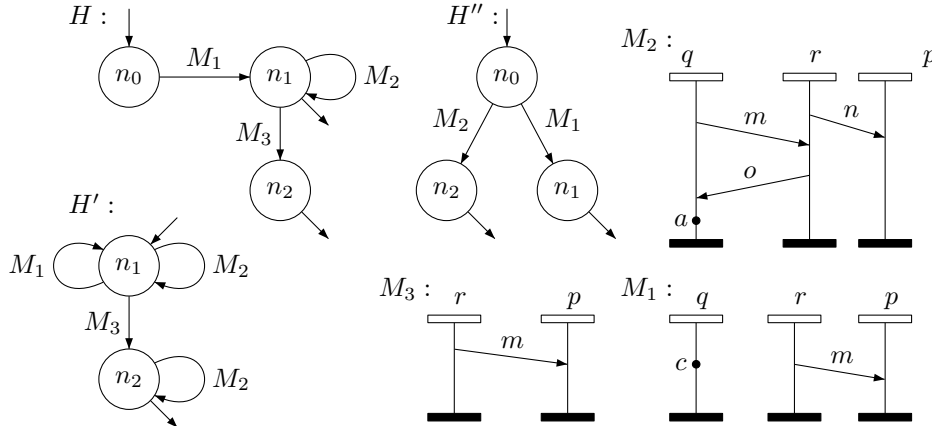 H :
n₀
M₁
n₁
M₂
M₃
n₂
H′ :
M₁
n₁
M₂
M₃
n₂
M₂
H″ :
n₀
M₂
M₁
n₂
n₁
M₂ :
q
r
p
m
n
o
a
M₃ :
r
p
m
M₁ :
q
r
p
c
m